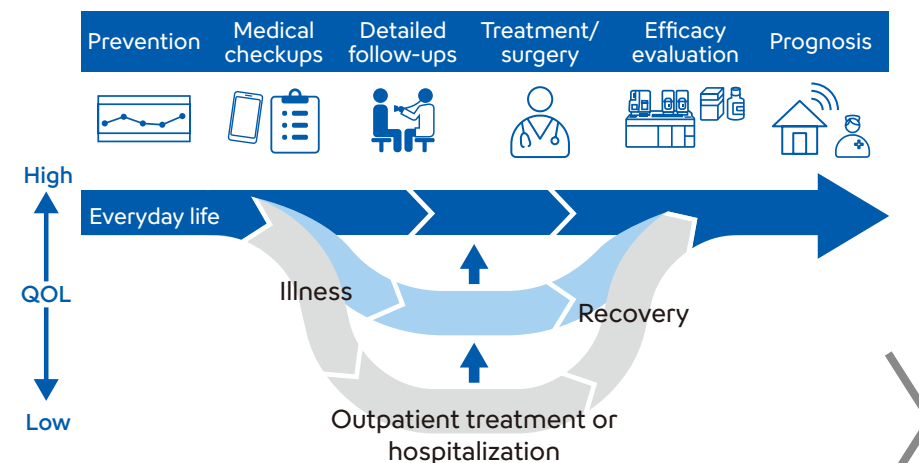 Prevention
Medical
checkups
Detailed
follow-ups
Treatment/
surgery
Efficacy
evaluation
Prognosis
High
Everyday life
QOL
Illness
Recovery
Low
Outpatient treatment or
hospitalization